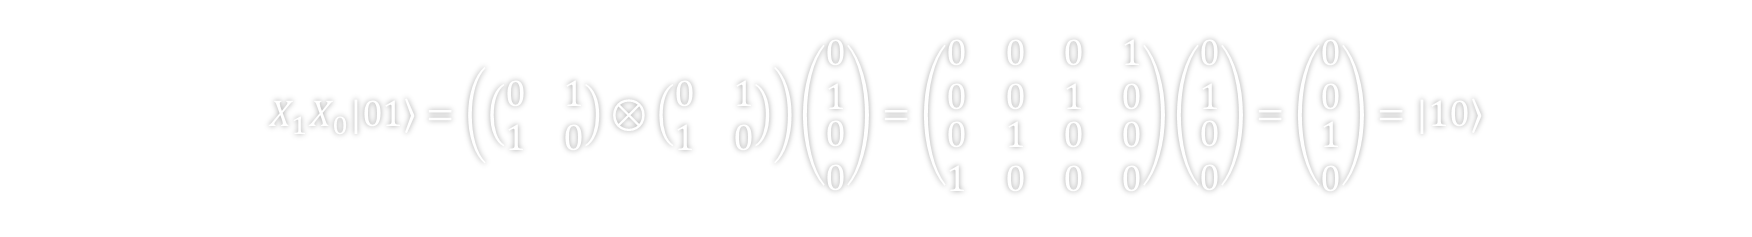 X₁X₀|01⟩ = ((0 1; 1 0) ⊗ (0 1; 1 0)) (0; 1; 0; 0) = (0 0 0 1; 0 0 1 0; 0 1 0 0; 1 0 0 0) (0; 1; 0; 0) = (0; 0; 1; 0) = |10⟩